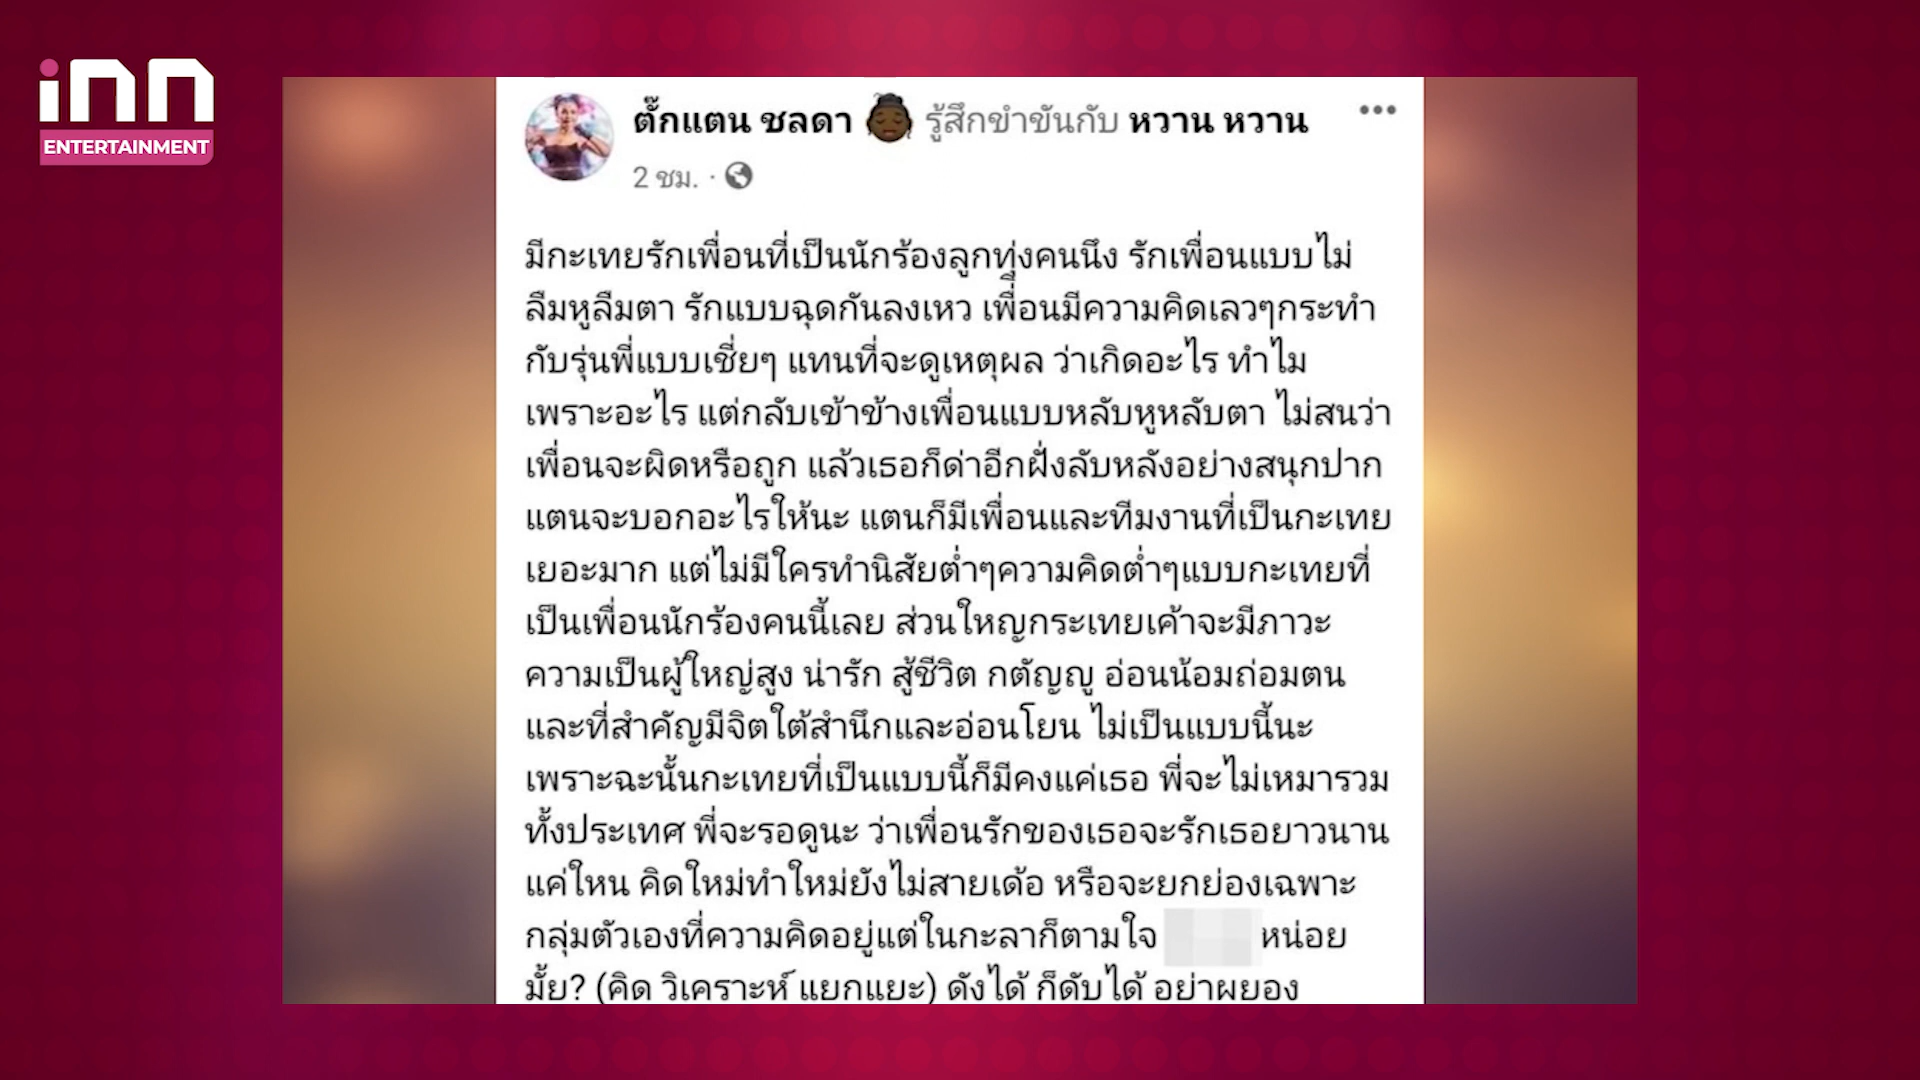 inn
ENTERTAINMENT
ตั๊กแตน ชลดา รู้สึกขำขันกับ หวาน หวาน
2 ชม. ·
มีกะเทยรักเพื่อนที่เป็นนักร้องลูกทุ่งคนนึง รักเพื่อนแบบไม่
ลืมหูลืมตา รักแบบฉุดกันลงเหว เพื่อนมีความคิดเลวๆกระทำ
กับรุ่นพี่แบบเชี่ยๆ แทนที่จะดูเหตุผล ว่าเกิดอะไร ทำไม
เพราะอะไร แต่กลับเข้าข้างเพื่อนแบบหลับหูหลับตา ไม่สนว่า
เพื่อนจะผิดหรือถูก แล้วเธอก็ด่าอีกฝั่งลับหลังอย่างสนุกปาก
แตนจะบอกอะไรให้นะ แตนก็มีเพื่อนและทีมงานที่เป็นกะเทย
เยอะมาก แต่ไม่มีใครทำนิสัยต่ำๆความคิดต่ำๆแบบกะเทยที่
เป็นเพื่อนนักร้องคนนี้เลย ส่วนใหญ่กระเทยเค้าจะมีภาวะ
ความเป็นผู้ใหญ่สูง น่ารัก สู้ชีวิต กตัญญู อ่อนน้อมถ่อมตน
และที่สำคัญมีจิตใต้สำนึกและอ่อนโยน ไม่เป็นแบบนี้นะ
เพราะฉะนั้นกะเทยที่เป็นแบบนี้ก็มีคงแค่เธอ พี่จะไม่เหมารวม
ทั้งประเทศ พี่จะรอดูนะ ว่าเพื่อนรักของเธอจะรักเธอยาวนาน
แค่ใหน คิดใหม่ทำใหม่ยังไม่สายเด้อ หรือจะยกย่องเฉพาะ
กลุ่มตัวเองที่ความคิดอยู่แต่ในกะลาก็ตามใจ หน่อย
มั้ย? (คิด วิเคราะห์ แยกแยะ) ดังได้ ก็ดับได้ อย่าผยอง